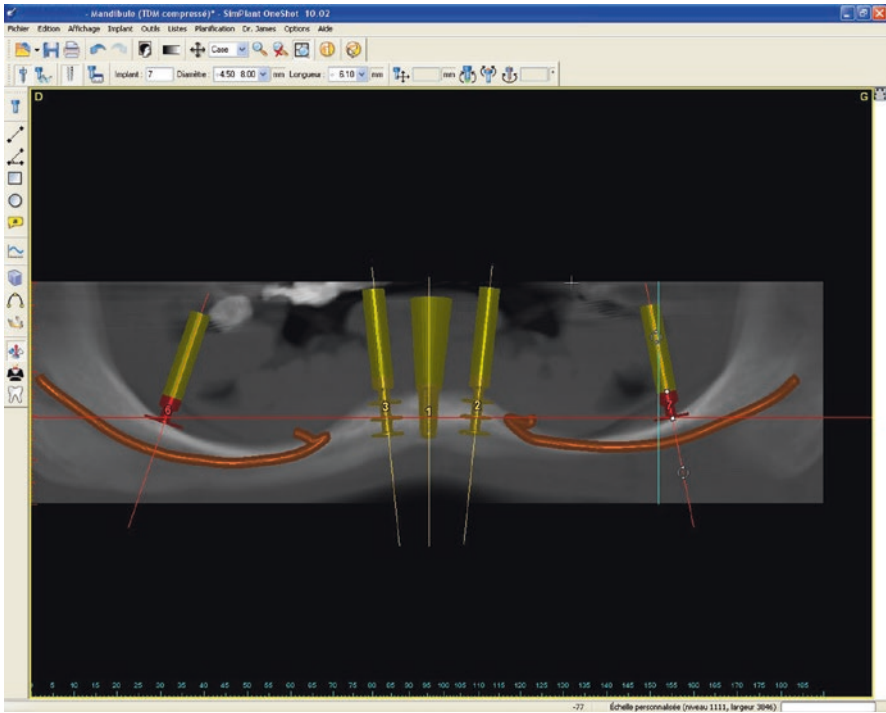 - Mandibule (TDM compressé)* - SimPlant OneShot 10.02
Fichier Edition Affichage Implant Outils Listes Planification Dr. James Options Aide
Case
Implant: 7 Diamètre : -4.50 8.00 mm Longueur : - 6.10 mm mm °
D G
6 3 1 2 7
0 5 10 15 20 25 30 35 40 45 50 55 60 65 70 75 80 85 90 95 100 105 110 115 120 125 130 135 140 145 150 155 160 165 170 175 180 185
-77 Échelle personnalisée (niveau 1111, largeur 3046)